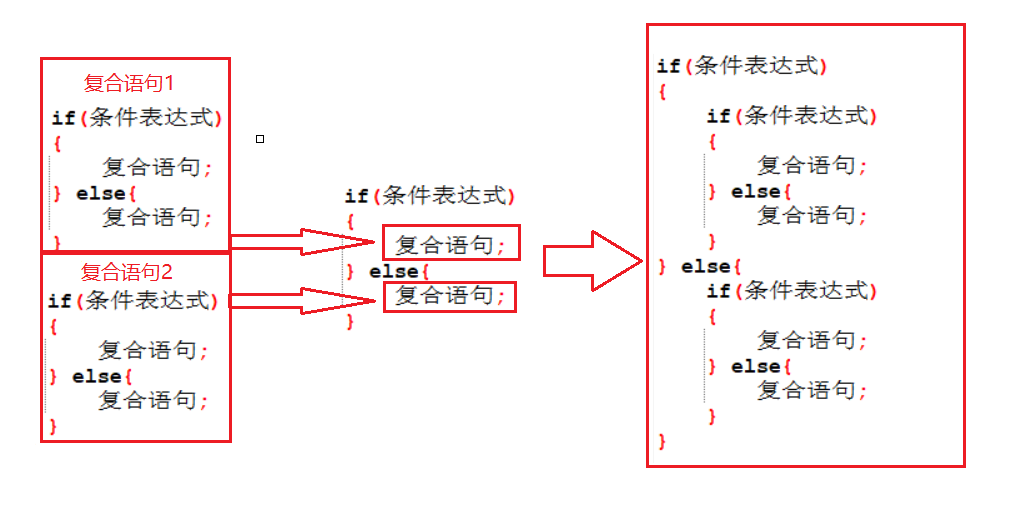 复合语句1
if(条件表达式)
{
复合语句;
} else{
复合语句;
}
复合语句2
if(条件表达式)
{
复合语句;
} else{
复合语句;
}
if(条件表达式)
{
复合语句;
} else{
复合语句;
}
if(条件表达式)
{
if(条件表达式)
{
复合语句;
} else{
复合语句;
}
} else{
if(条件表达式)
{
复合语句;
} else{
复合语句;
}
}